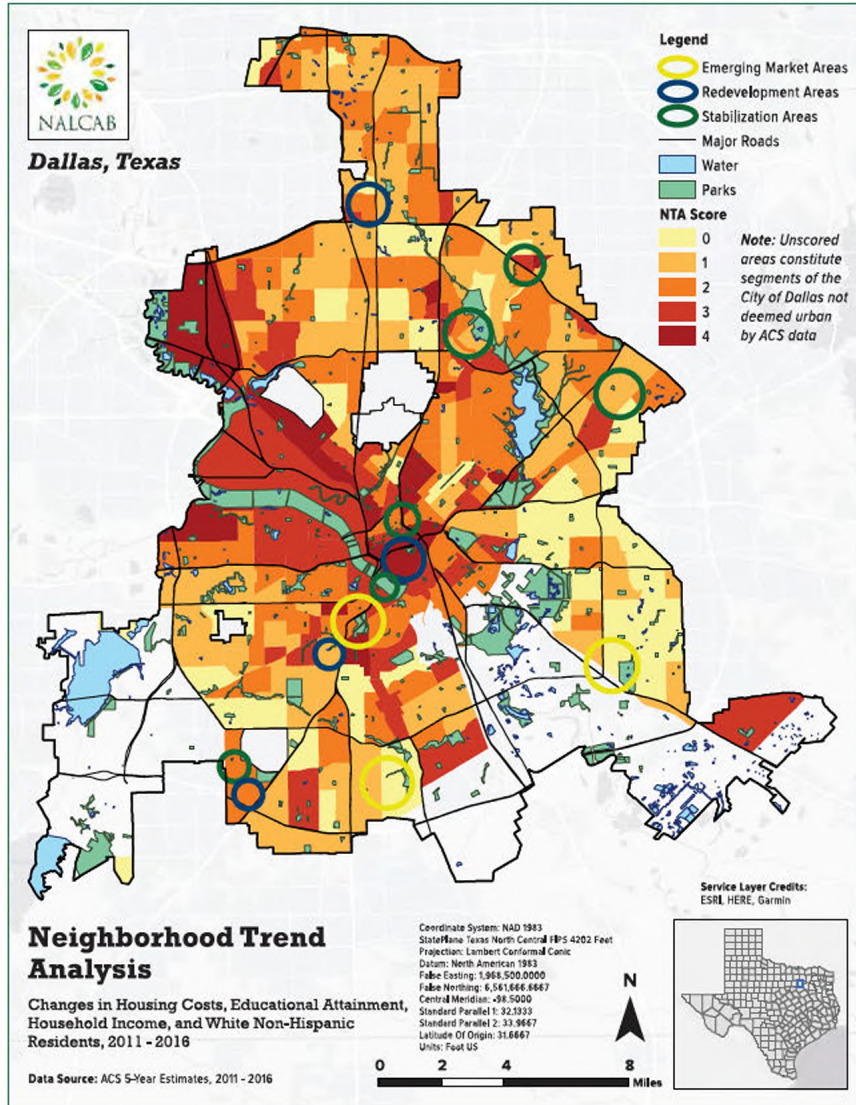 NALCAB
Dallas, Texas
Legend
Emerging Market Areas
Redevelopment Areas
Stabilization Areas
Major Roads
Water
Parks
NTA Score
0
1
2
3
4
Note: Unscored
areas constitute
segments of the
City of Dallas not
deemed urban
by ACS data
Service Layer Credits:
ESRI, HERE, Garmin
Neighborhood Trend
Analysis
Changes in Housing Costs, Educational Attainment,
Household Income, and White Non-Hispanic
Residents, 2011 - 2016
Data Source: ACS 5-Year Estimates, 2011 - 2016
Coordinate System: NAD 1983
StatePlane Texas North Central FIPS 4202 Feet
Projection: Lambert Conformal Conic
Datum: North American 1983
False Easting: 1,968,500.0000
False Northing: 6,561,666.6667
Central Meridian: -98.5000
Standard Parallel 1: 32.1333
Standard Parallel 2: 33.9667
Latitude Of Origin: 31.6667
Units: Foot US
N
0 2 4 8
Miles